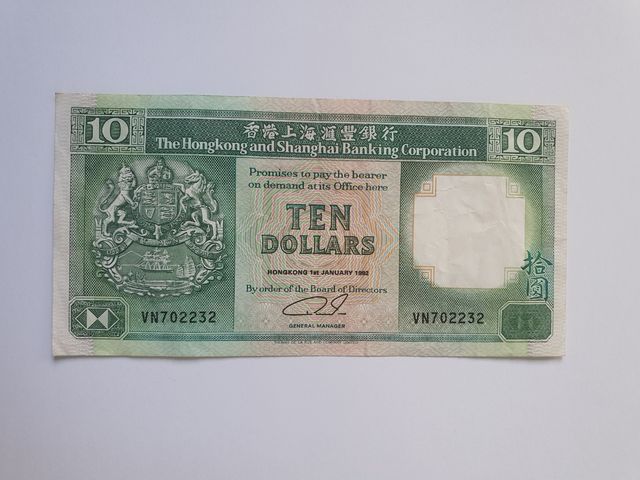 10
香港上海滙豐銀行
10
The Hongkong and Shanghai Banking Corporation
Promises to pay the bearer
on demand at its Office here
TEN
DOLLARS
HONGKONG 1st JANUARY 1992
By order of the Board of Directors
GENERAL MANAGER
拾
圓
VN702232
VN702232